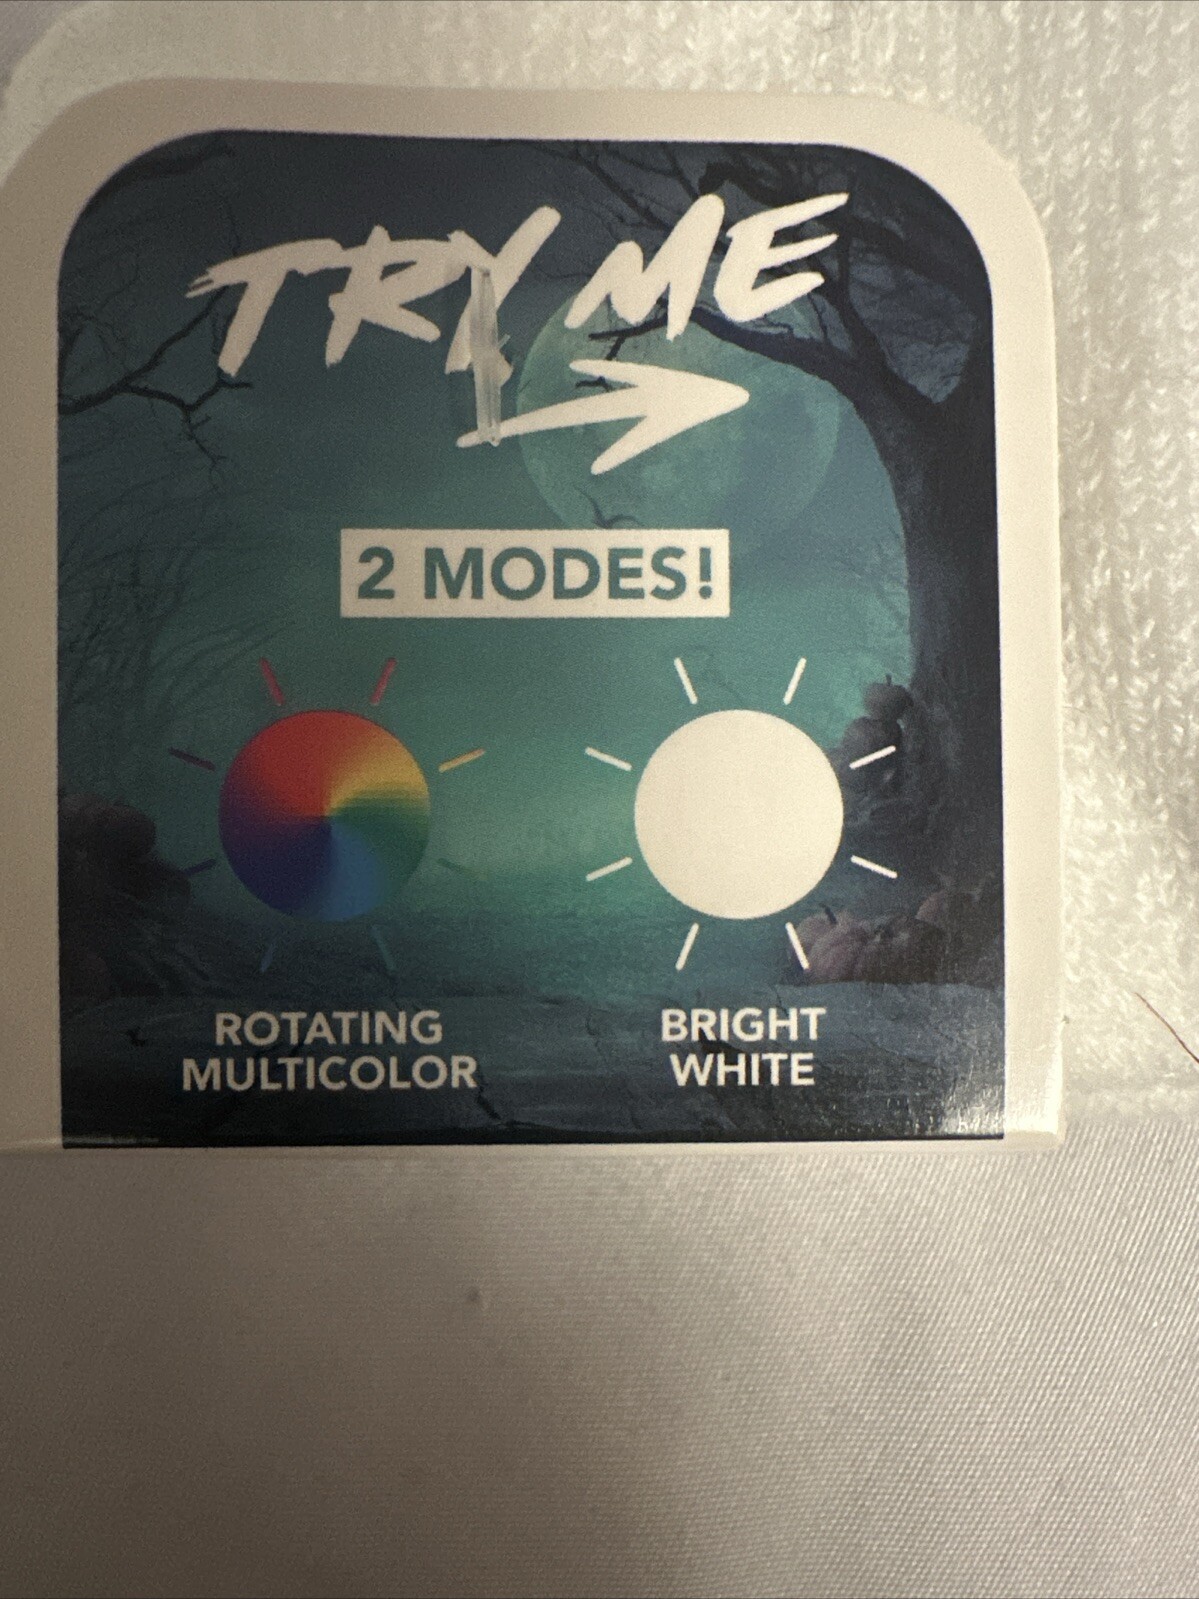 TRY ME
2 MODES!
ROTATING
MULTICOLOR
BRIGHT
WHITE